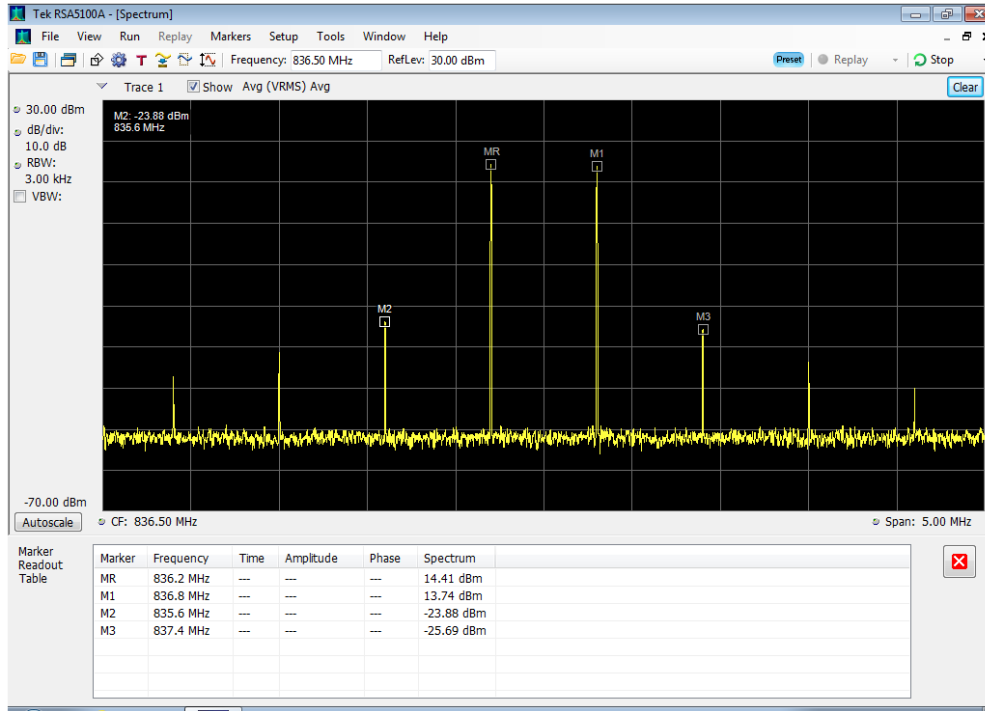 Tek RSA5100A - [Spectrum]
File View Run Replay Markers Setup Tools Window Help
T Frequency: 836.50 MHz RefLev: 30.00 dBm Preset Replay Stop
Trace 1 Show Avg (VRMS) Avg Clear
30.00 dBm
dB/div:
10.0 dB
RBW:
3.00 kHz
VBW:
M2: -23.88 dBm
835.6 MHz
MR
M1
M2
M3
-70.00 dBm
Autoscale CF: 836.50 MHz Span: 5.00 MHz
Marker
Readout
Table
Marker Frequency Time Amplitude Phase Spectrum
MR 836.2 MHz --- --- --- 14.41 dBm
M1 836.8 MHz --- --- --- 13.74 dBm
M2 835.6 MHz --- --- --- -23.88 dBm
M3 837.4 MHz --- --- --- -25.69 dBm